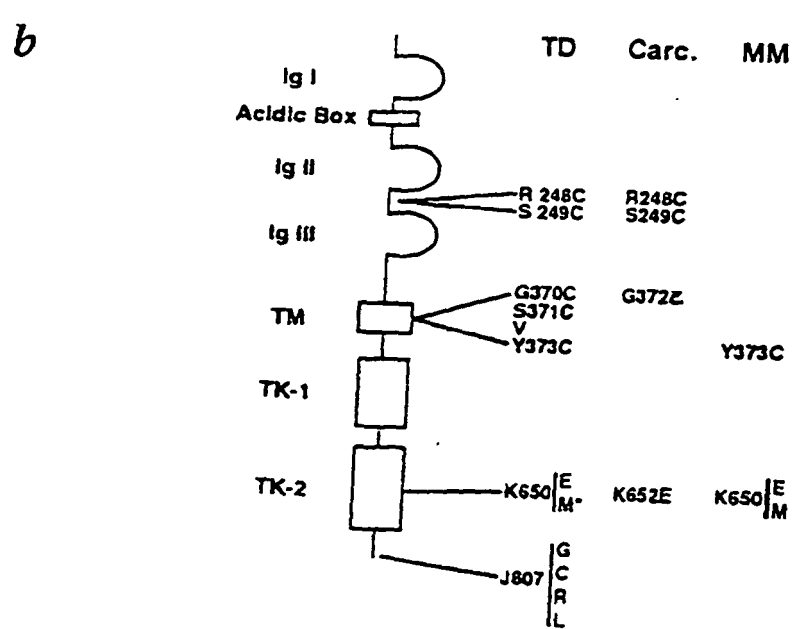 b
TD Carc. MM
Ig I
Acidic Box
Ig II
R 248C R248C
S 249C S249C
Ig III
G370C G372C
S371C
TM
V
Y373C Y373C
TK-1
TK-2
K650 E M K652E K650 E M
J807 G C R L